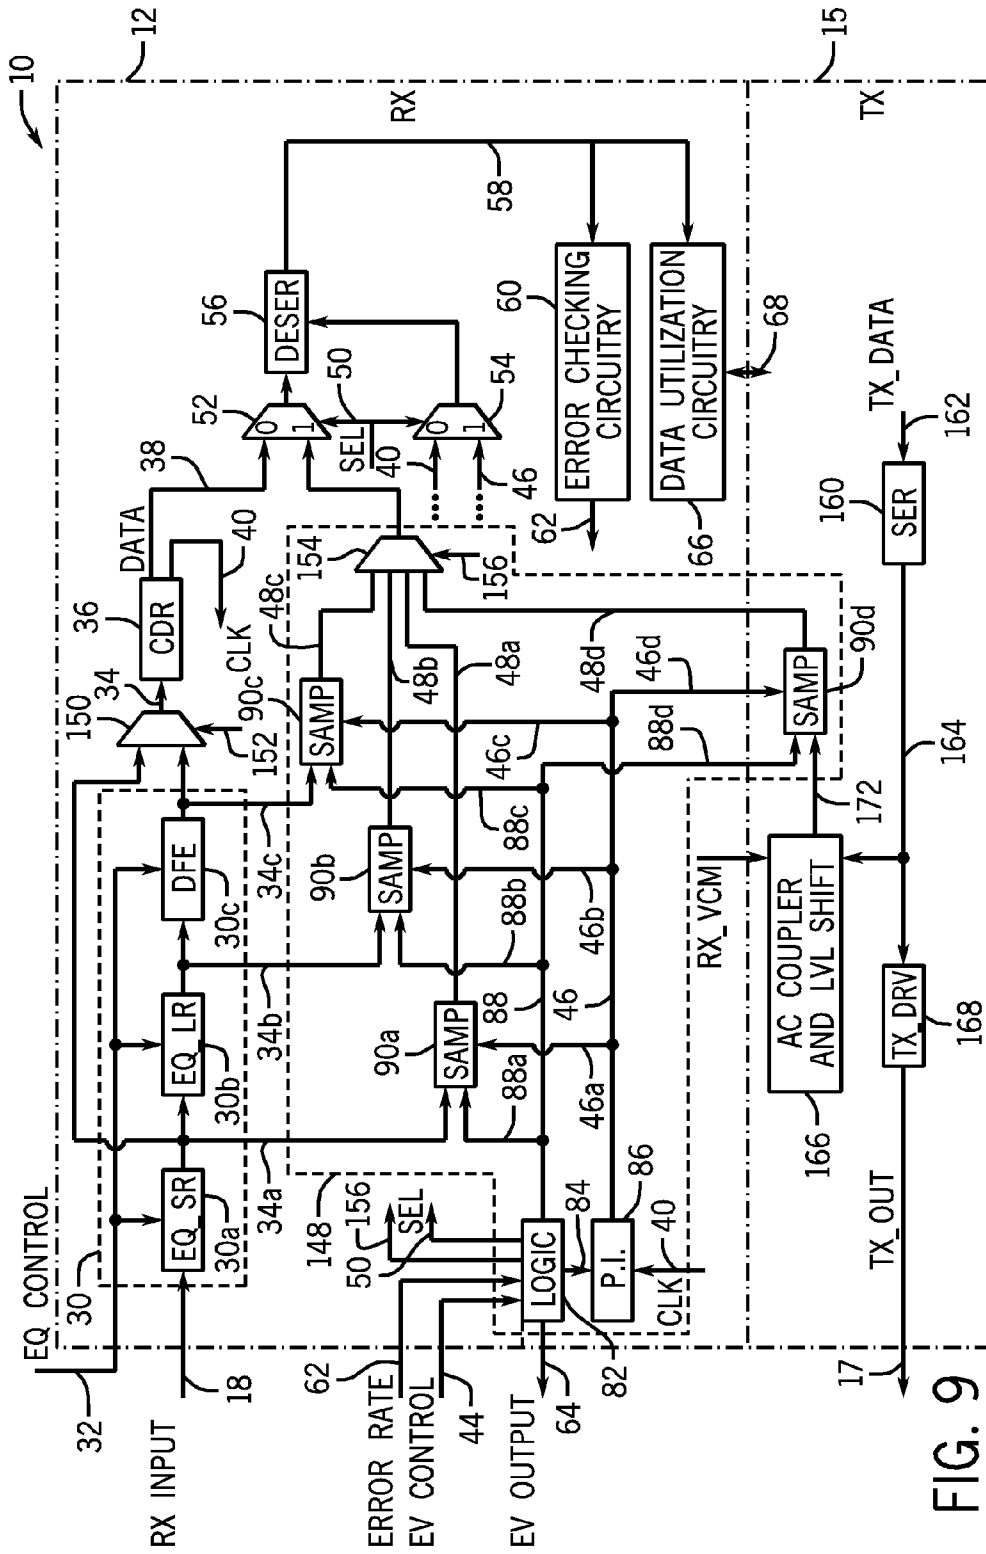 10
12
15
RX
TX
EQ CONTROL
32
30
RX INPUT
18
EQ_SR
30a
EQ_LR
30b
DFE
30c
150
152
34
36
CDR
DATA
38
40
CLK
52
0
1
SEL
50
40
46
0
1
54
56
DESER
58
34a
34b
34c
148
90c
SAMP
48c
154
156
90b
SAMP
48b
48a
90a
SAMP
88a
88b
88c
88
46
46a
46b
46c
48d
46d
88d
SAMP
90d
ERROR CHECKING
CIRCUITRY
60
62
DATA UTILIZATION
CIRCUITRY
66
68
156
SEL
50
ERROR RATE
62
EV CONTROL
44
EV OUTPUT
64
LOGIC
82
84
P.I.
86
CLK
40
RX_VCM
AC COUPLER
AND LVL SHIFT
166
172
164
TX_DATA
162
SER
160
TX_DRV
168
TX_OUT
17
FIG. 9